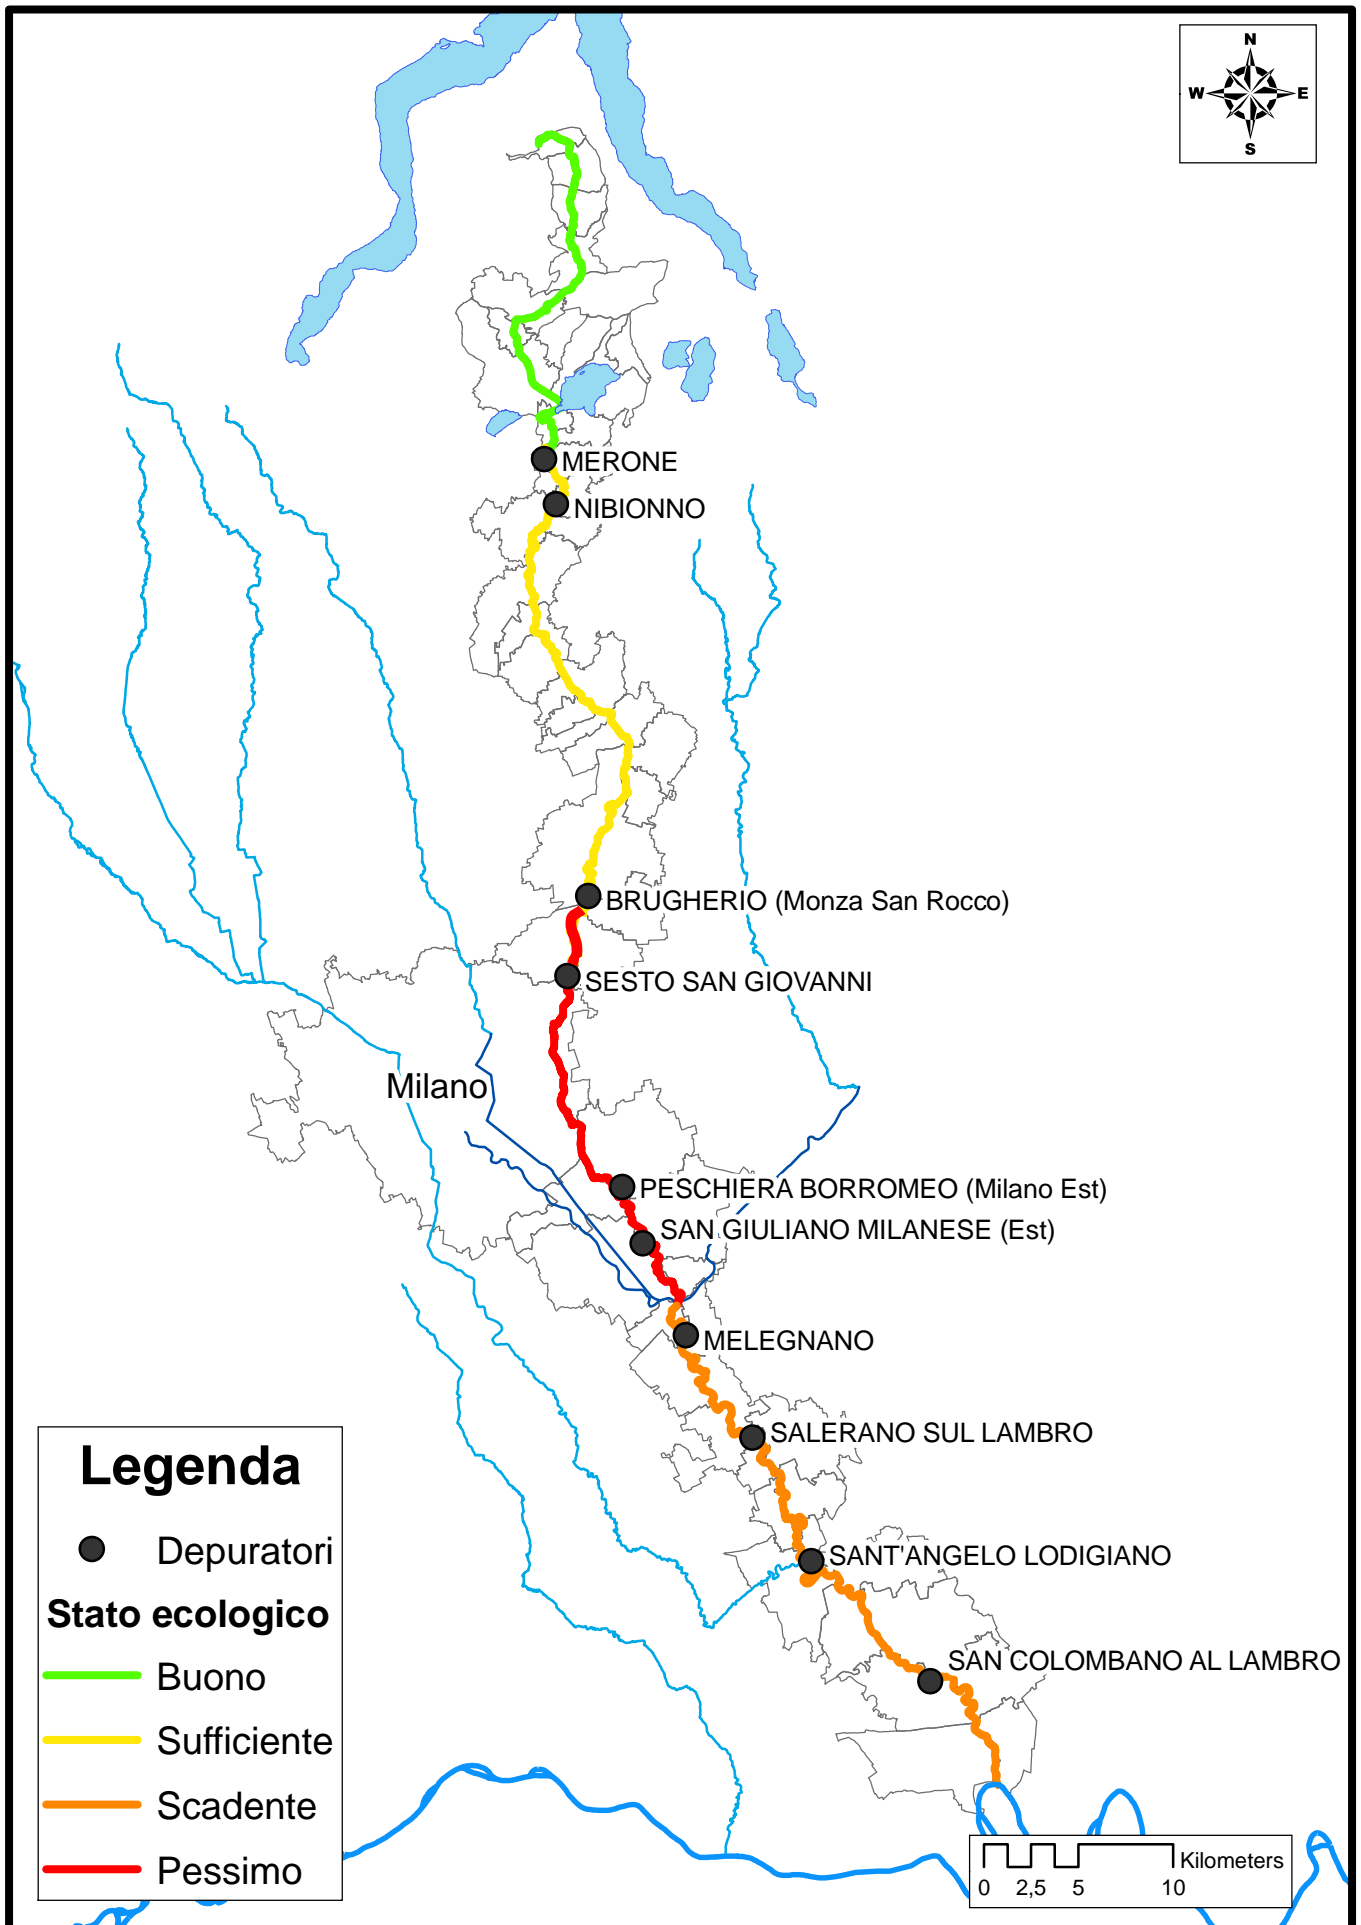 N
W E
S
MERONE
NIBIONNO
BRUGHERIO (Monza San Rocco)
SESTO SAN GIOVANNI
Milano
PESCHIERA BORROMEO (Milano Est)
SAN GIULIANO MILANESE (Est)
MELEGNANO
SALERANO SUL LAMBRO
SANT'ANGELO LODIGIANO
SAN COLOMBANO AL LAMBRO
Legenda
Depuratori
Stato ecologico
Buono
Sufficiente
Scadente
Pessimo
Kilometers
0 2,5 5 10